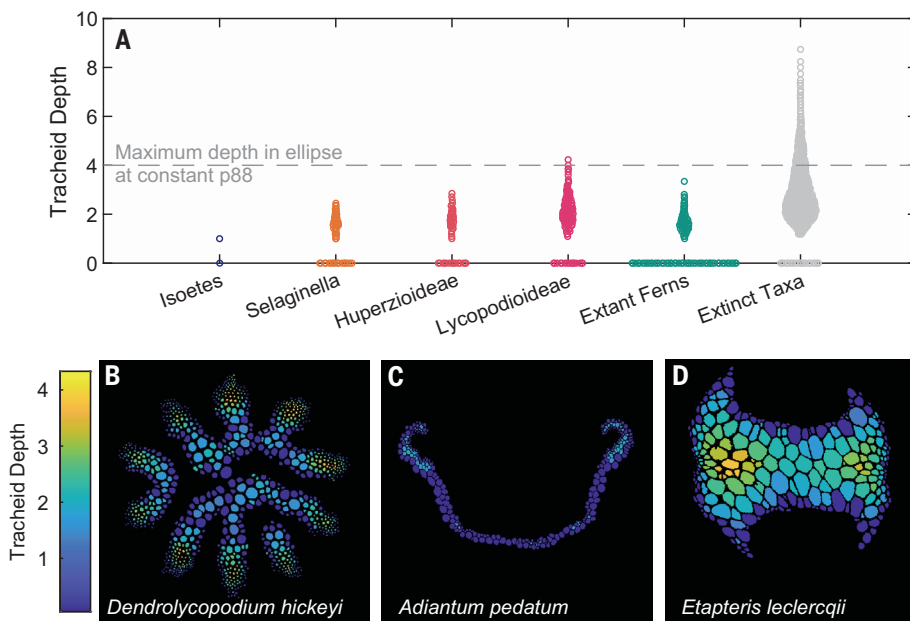 A
10
8
6
4
2
0
Tracheid Depth
Maximum depth in ellipse
at constant p88
Isoetes
Selaginella
Huperzioideae
Lycopodioideae
Extant Ferns
Extinct Taxa
4
3
2
1
Tracheid Depth
B
Dendrolycopodium hickeyi
C
Adiantum pedatum
D
Etapteris leclercqii